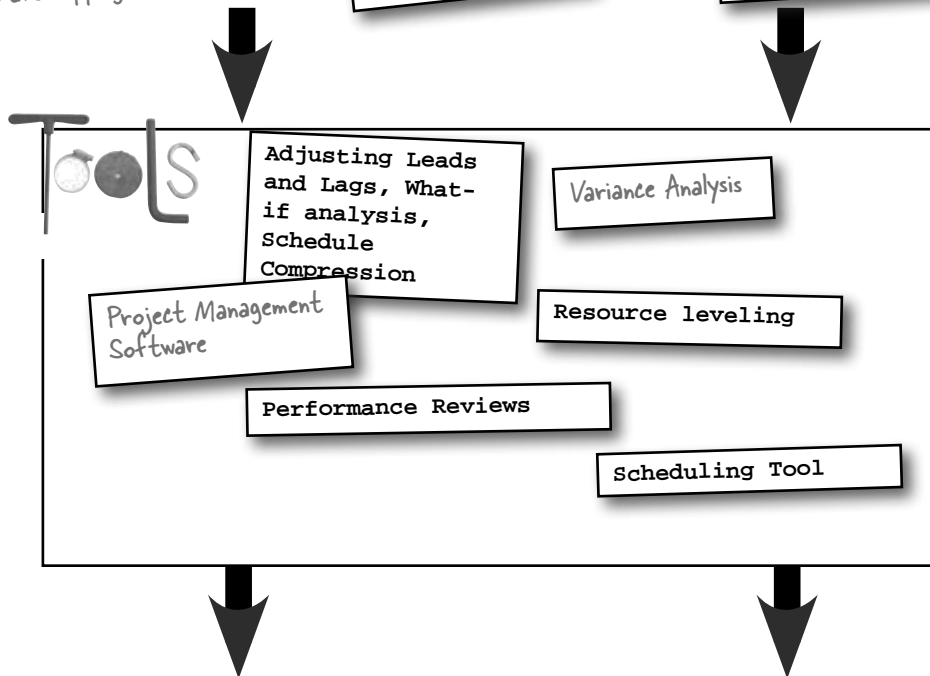 Tools
Adjusting Leads
and Lags, What-
if analysis,
Schedule
Compression
Variance Analysis
Project Management
Software
Resource leveling
Performance Reviews
Scheduling Tool